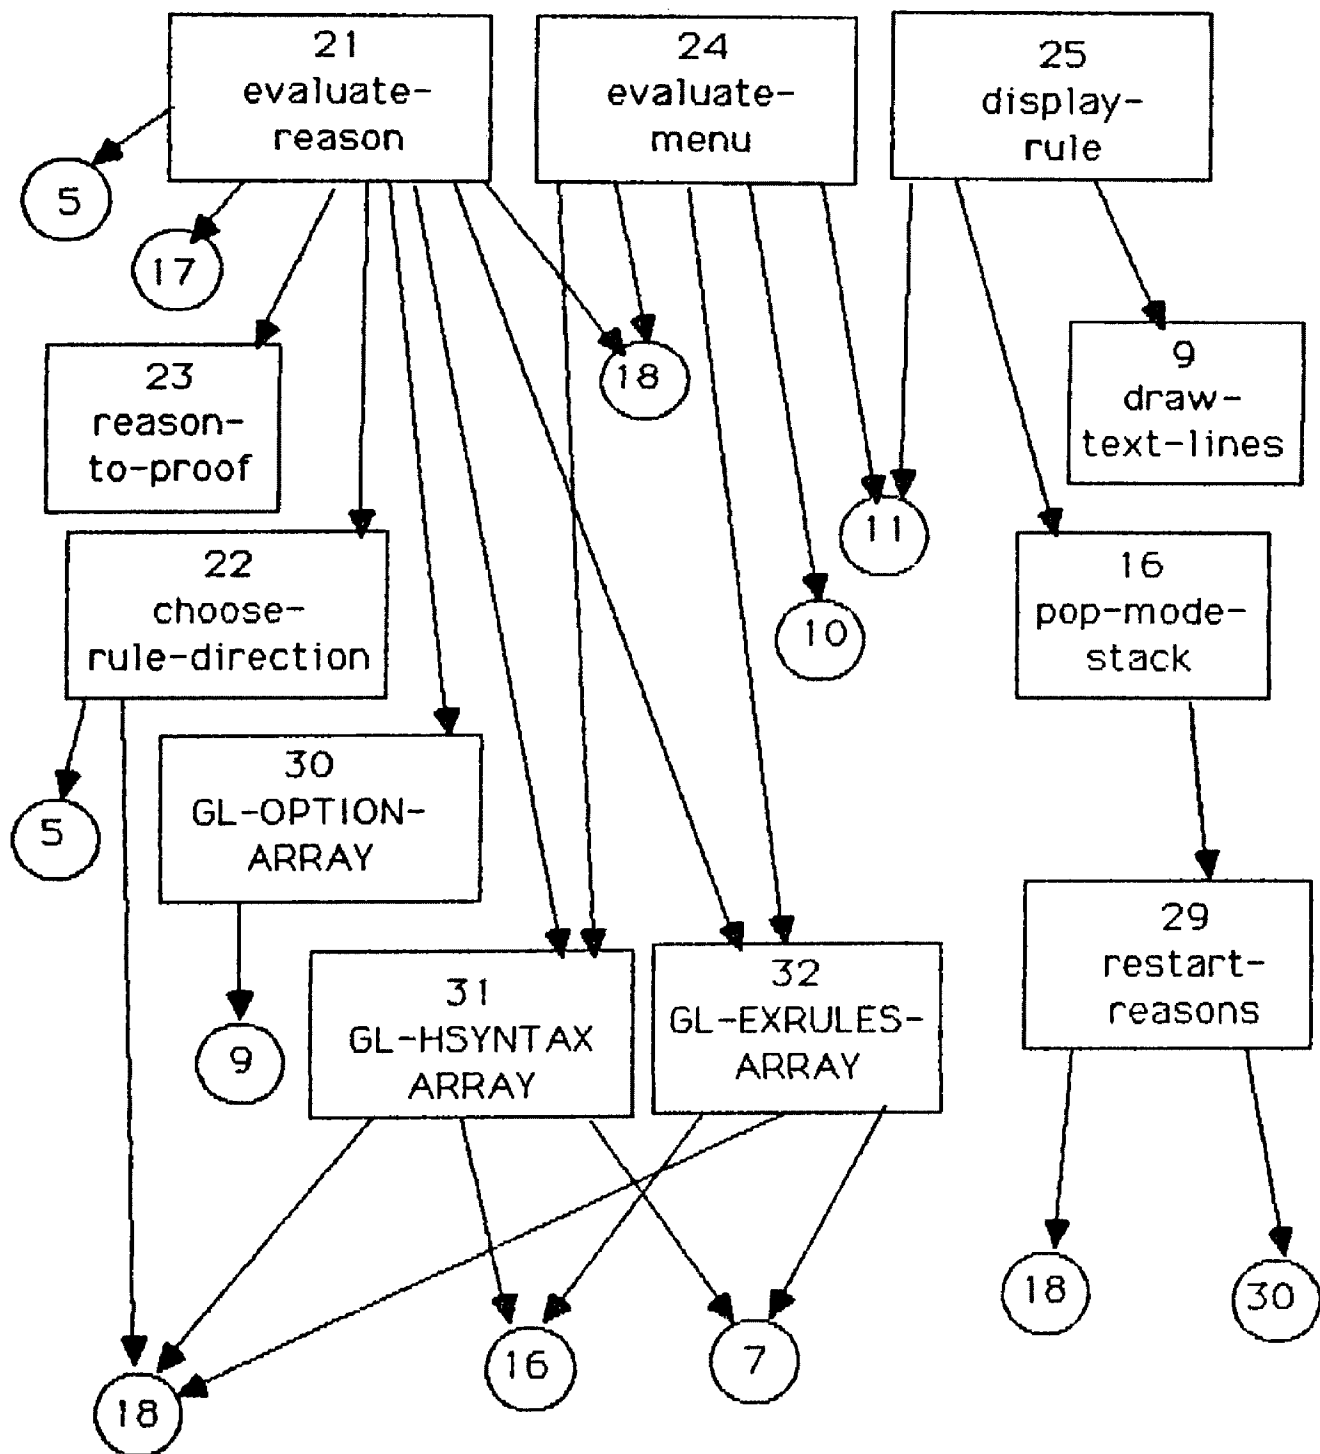 21
evaluate-
reason
24
evaluate-
menu
25
display-
rule
5
17
23
reason-
to-proof
18
9
draw-
text-lines
22
choose-
rule-direction
11
10
16
pop-mode-
stack
5
30
GL-OPTION-
ARRAY
9
31
GL-HSYNTAX
ARRAY
32
GL-EXRULES-
ARRAY
29
restart-
reasons
18
30
18
16
7